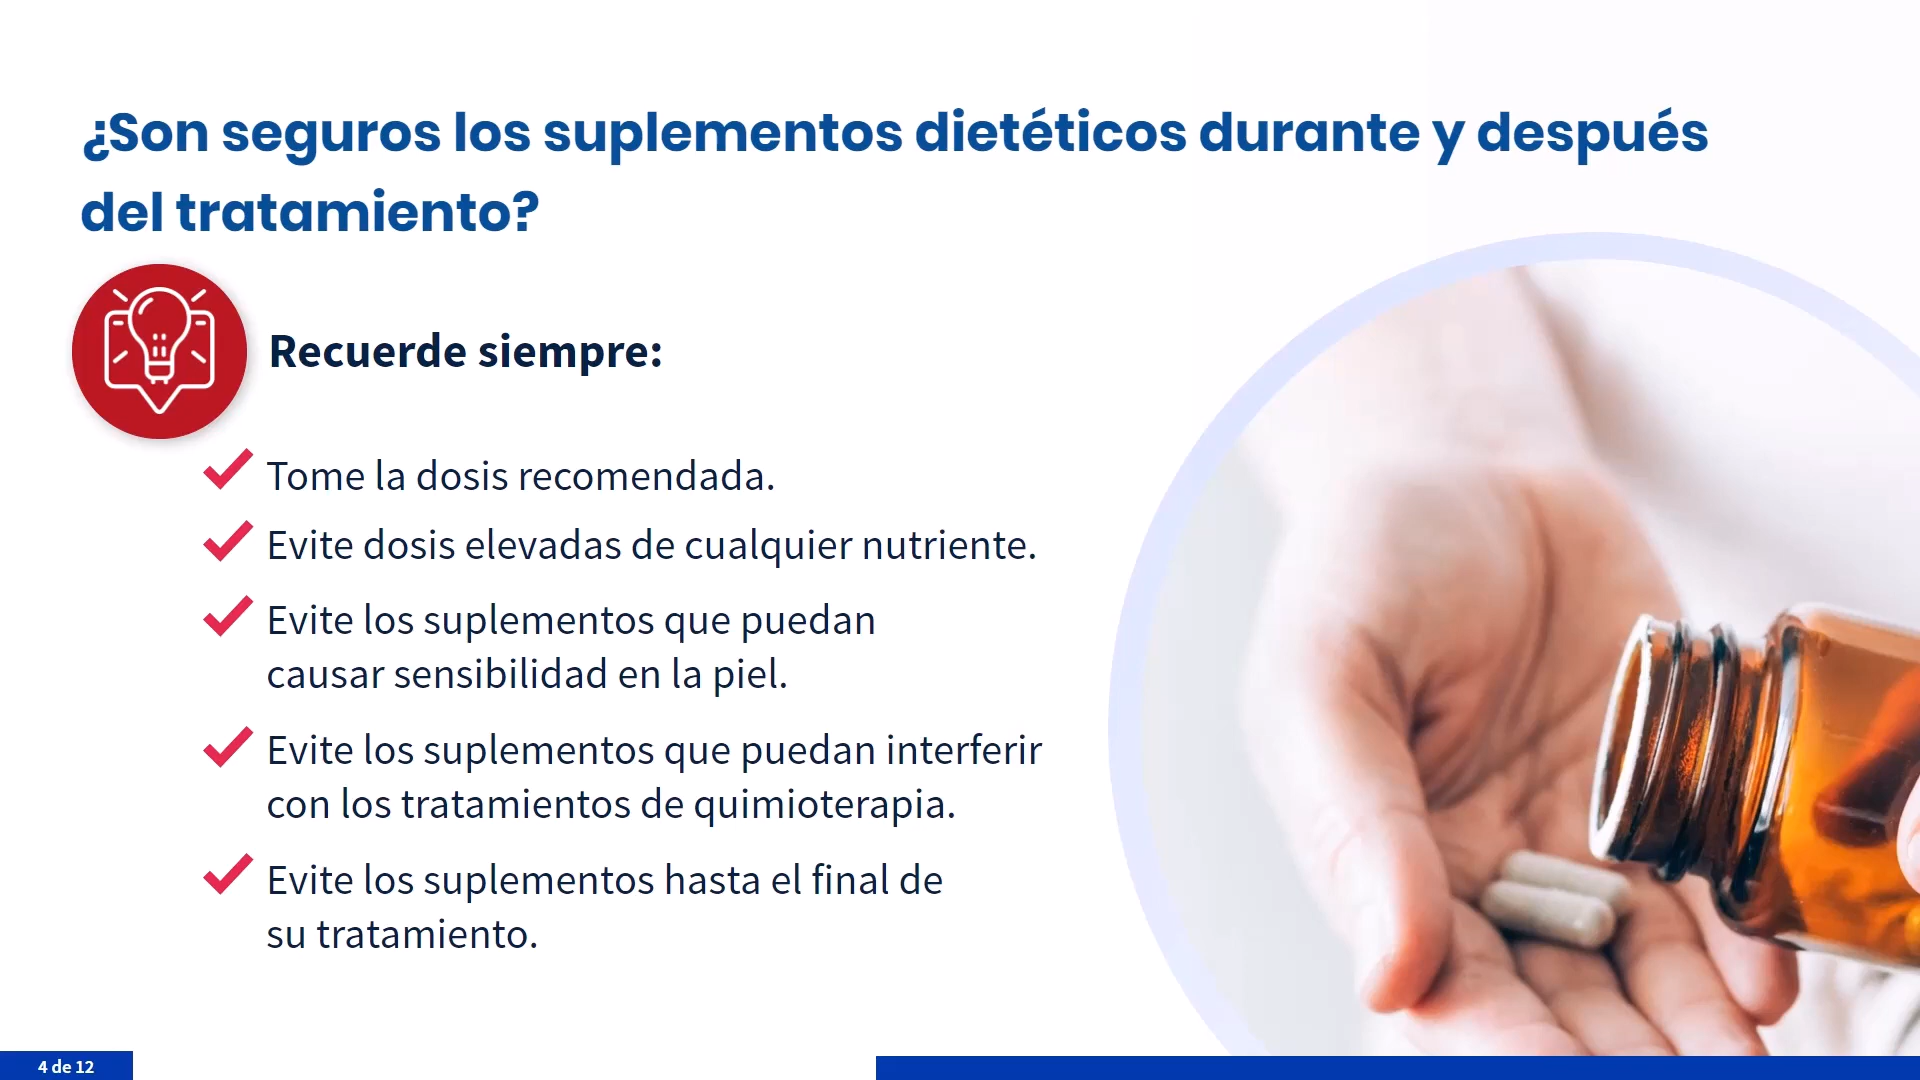 ¿Son seguros los suplementos dietéticos durante y después
del tratamiento?
Recuerde siempre:
Tome la dosis recomendada.
Evite dosis elevadas de cualquier nutriente.
Evite los suplementos que puedan
causar sensibilidad en la piel.
Evite los suplementos que puedan interferir
con los tratamientos de quimioterapia.
Evite los suplementos hasta el final de
su tratamiento.
4 de 12